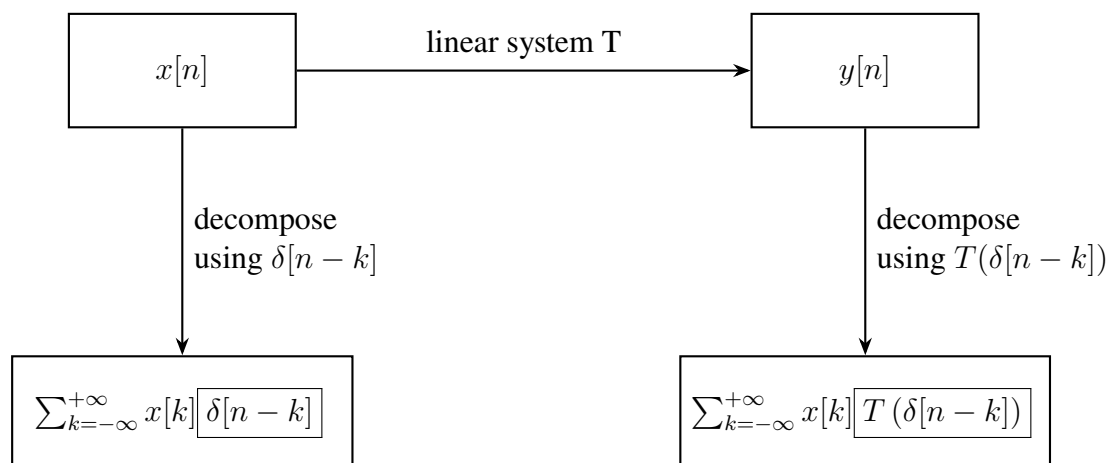 linear system T
x[n]
y[n]
decompose
using δ[n − k]
decompose
using T(δ[n − k])
∑_{k=−∞}^{+∞} x[k] δ[n − k]
∑_{k=−∞}^{+∞} x[k] T (δ[n − k])